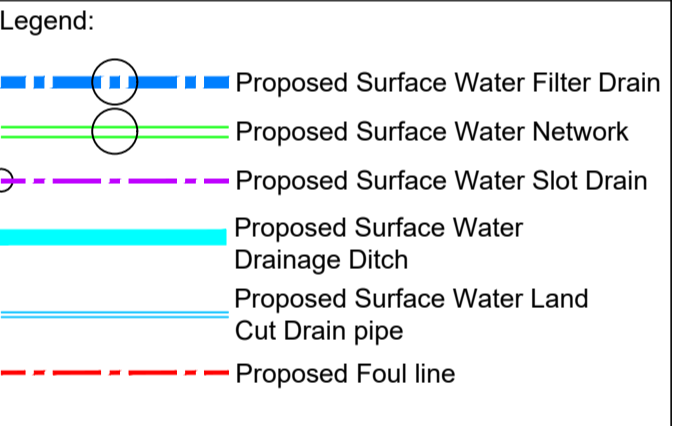 Legend:
Proposed Surface Water Filter Drain
Proposed Surface Water Network
Proposed Surface Water Slot Drain
Proposed Surface Water
Drainage Ditch
Proposed Surface Water Land
Cut Drain pipe
Proposed Foul line